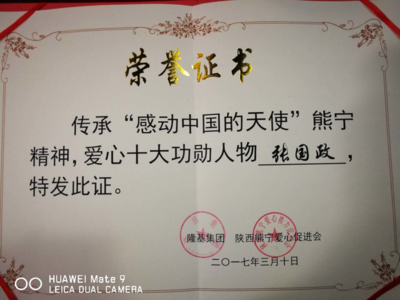 荣誉证书
传承“感动中国的天使”熊宁
精神，爱心十大功勋人物 张国政，
特发此证。
隆基集团 陕西熊宁爱心促进会
二〇一七年三月十日
HUAWEI Mate 9
LEICA DUAL CAMERA